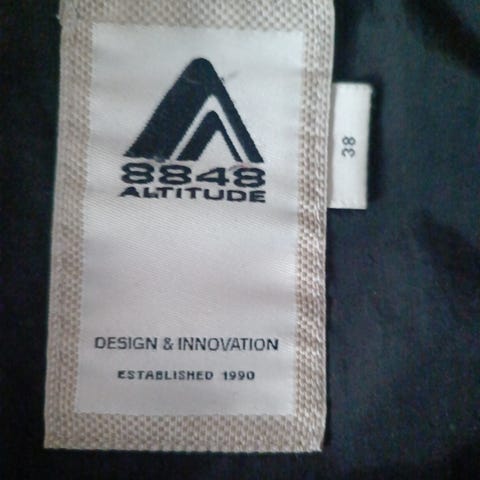 8848
ALTITUDE
38
DESIGN & INNOVATION
ESTABLISHED 1990